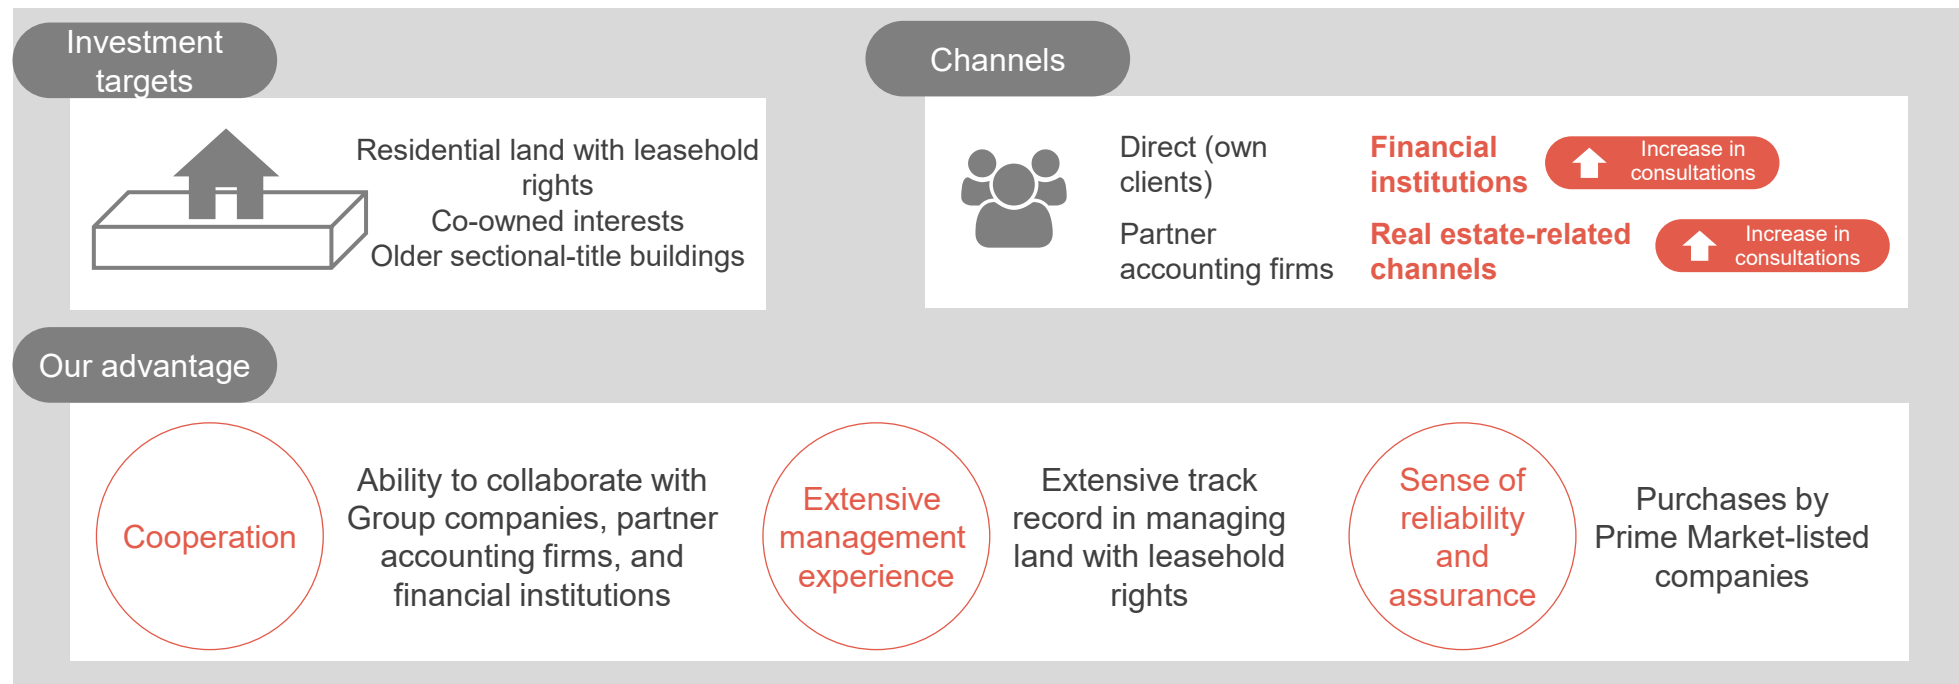 Investment
targets
Residential land with leasehold
rights
Co-owned interests
Older sectional-title buildings
Channels
Direct (own
clients)
Financial
institutions
Increase in
consultations
Partner
accounting firms
Real estate-related
channels
Increase in
consultations
Our advantage
Cooperation
Ability to collaborate with
Group companies, partner
accounting firms, and
financial institutions
Extensive
management
experience
Extensive track
record in managing
land with leasehold
rights
Sense of
reliability
and
assurance
Purchases by
Prime Market-listed
companies